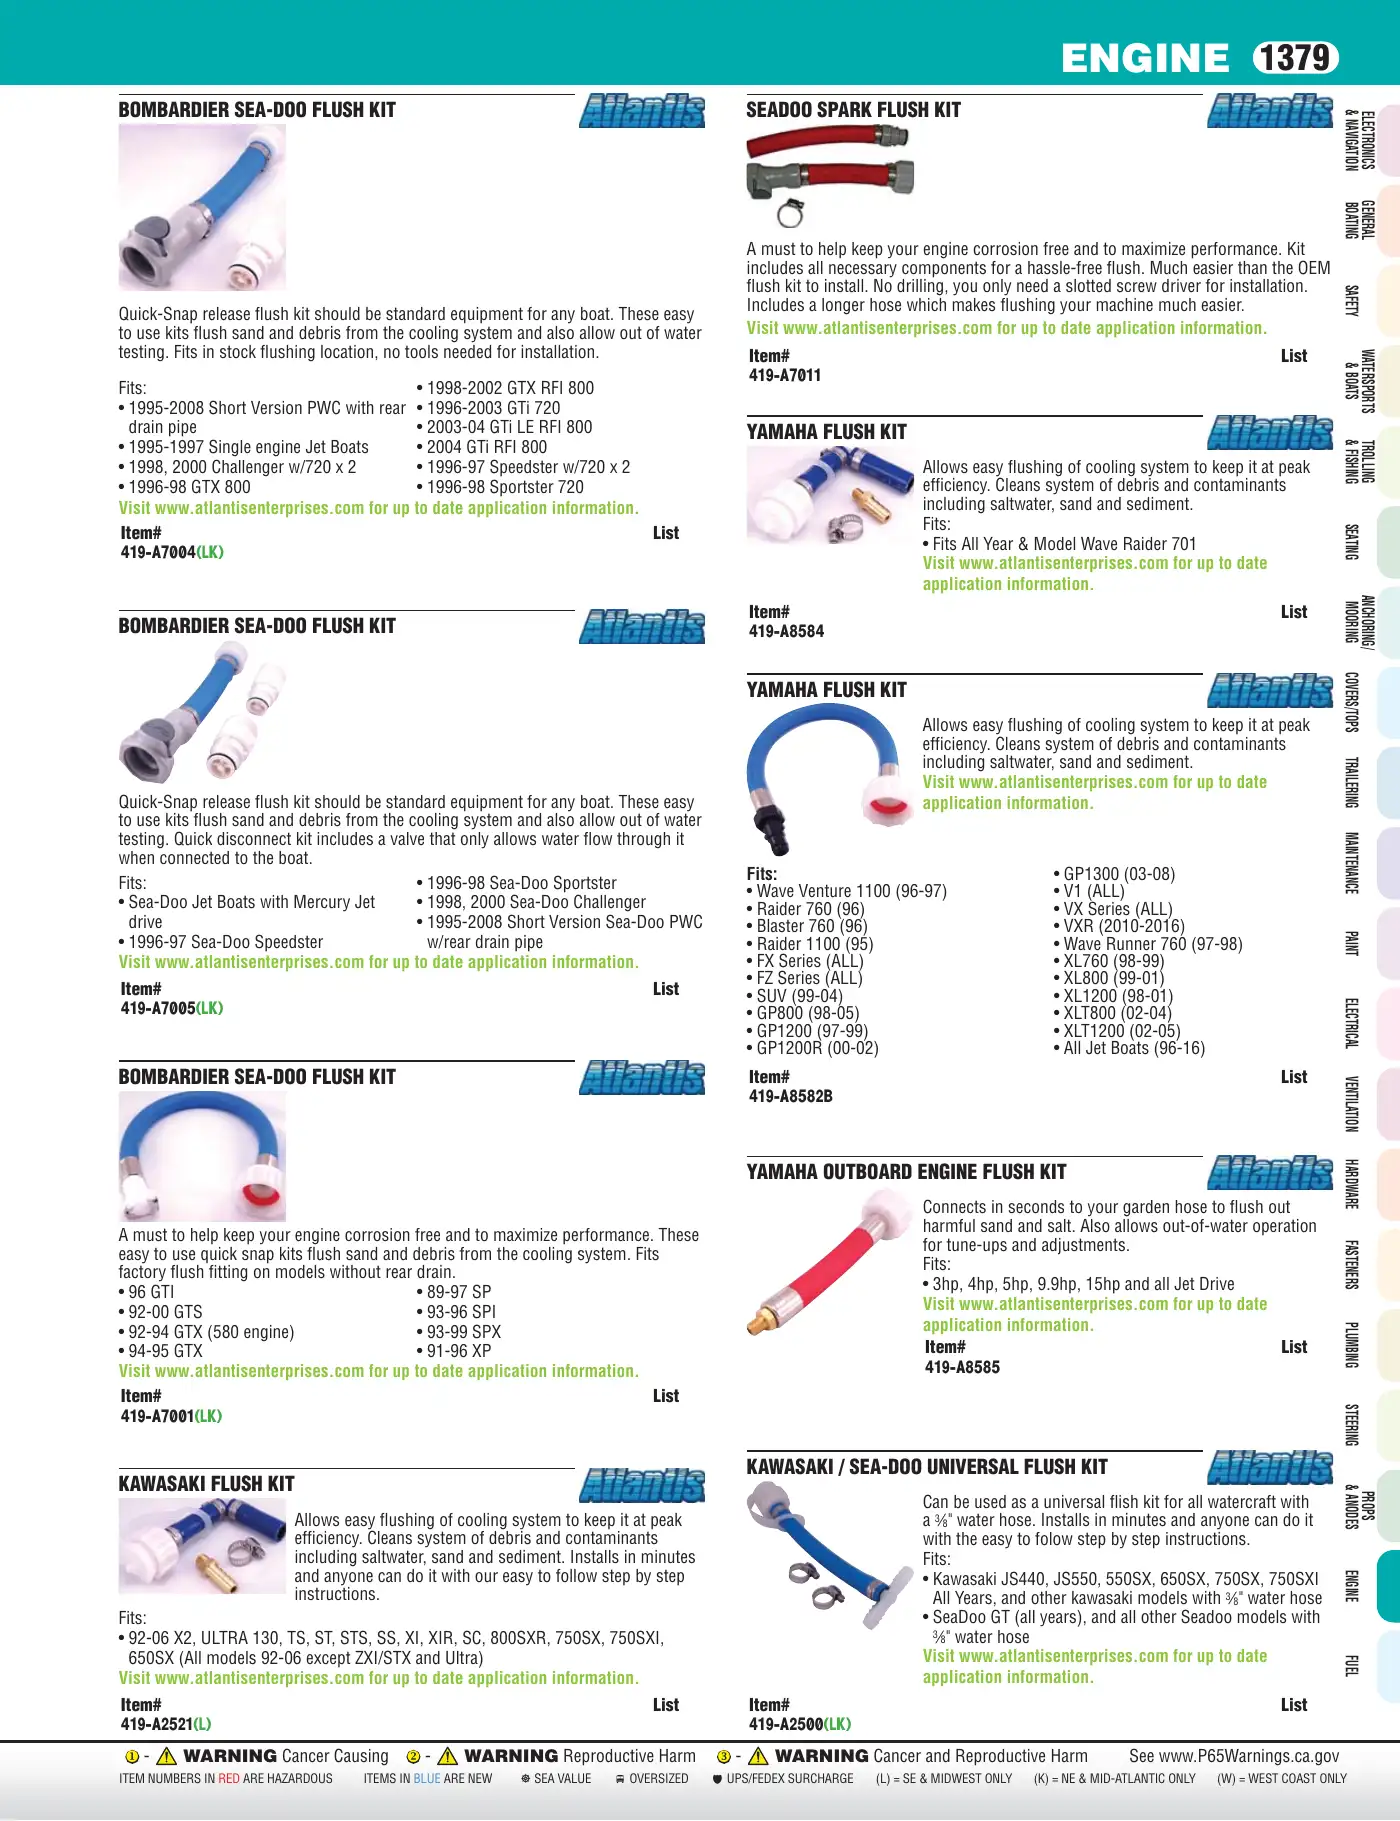 ENGINE 1379
BOMBARDIER SEA-DOO FLUSH KIT
Atlantis
Quick-Snap release flush kit should be standard equipment for any boat. These easy
to use kits flush sand and debris from the cooling system and also allow out of water
testing. Fits in stock flushing location, no tools needed for installation.
Fits:
• 1995-2008 Short Version PWC with rear
drain pipe
• 1995-1997 Single engine Jet Boats
• 1998, 2000 Challenger w/720 x 2
• 1996-98 GTX 800
• 1998-2002 GTX RFI 800
• 1996-2003 GTi 720
• 2003-04 GTi LE RFI 800
• 2004 GTi RFI 800
• 1996-97 Speedster w/720 x 2
• 1996-98 Sportster 720
Visit www.atlantisenterprises.com for up to date application information.
Item# List
419-A7004(LK)
BOMBARDIER SEA-DOO FLUSH KIT
Atlantis
Quick-Snap release flush kit should be standard equipment for any boat. These easy
to use kits flush sand and debris from the cooling system and also allow out of water
testing. Quick disconnect kit includes a valve that only allows water flow through it
when connected to the boat.
Fits:
• Sea-Doo Jet Boats with Mercury Jet
drive
• 1996-97 Sea-Doo Speedster
• 1996-98 Sea-Doo Sportster
• 1998, 2000 Sea-Doo Challenger
• 1995-2008 Short Version Sea-Doo PWC
w/rear drain pipe
Visit www.atlantisenterprises.com for up to date application information.
Item# List
419-A7005(LK)
BOMBARDIER SEA-DOO FLUSH KIT
Atlantis
A must to help keep your engine corrosion free and to maximize performance. These
easy to use quick snap kits flush sand and debris from the cooling system. Fits
factory flush fitting on models without rear drain.
• 96 GTI
• 92-00 GTS
• 92-94 GTX (580 engine)
• 94-95 GTX
• 89-97 SP
• 93-96 SPI
• 93-99 SPX
• 91-96 XP
Visit www.atlantisenterprises.com for up to date application information.
Item# List
419-A7001(LK)
KAWASAKI FLUSH KIT
Atlantis
Allows easy flushing of cooling system to keep it at peak
efficiency. Cleans system of debris and contaminants
including saltwater, sand and sediment. Installs in minutes
and anyone can do it with our easy to follow step by step
instructions.
Fits:
• 92-06 X2, ULTRA 130, TS, ST, STS, SS, XI, XIR, SC, 800SXR, 750SX, 750SXI,
650SX (All models 92-06 except ZXI/STX and Ultra)
Visit www.atlantisenterprises.com for up to date application information.
Item# List
419-A2521(L)
SEADOO SPARK FLUSH KIT
Atlantis
A must to help keep your engine corrosion free and to maximize performance. Kit
includes all necessary components for a hassle-free flush. Much easier than the OEM
flush kit to install. No drilling, you only need a slotted screw driver for installation.
Includes a longer hose which makes flushing your machine much easier.
Visit www.atlantisenterprises.com for up to date application information.
Item# List
419-A7011
YAMAHA FLUSH KIT
Atlantis
Allows easy flushing of cooling system to keep it at peak
efficiency. Cleans system of debris and contaminants
including saltwater, sand and sediment.
Fits:
• Fits All Year & Model Wave Raider 701
Visit www.atlantisenterprises.com for up to date
application information.
Item# List
419-A8584
YAMAHA FLUSH KIT
Atlantis
Allows easy flushing of cooling system to keep it at peak
efficiency. Cleans system of debris and contaminants
including saltwater, sand and sediment.
Visit www.atlantisenterprises.com for up to date
application information.
Fits:
• Wave Venture 1100 (96-97)
• Raider 760 (96)
• Blaster 760 (96)
• Raider 1100 (95)
• FX Series (ALL)
• FZ Series (ALL)
• SUV (99-04)
• GP800 (98-05)
• GP1200 (97-99)
• GP1200R (00-02)
• GP1300 (03-08)
• V1 (ALL)
• VX Series (ALL)
• VXR (2010-2016)
• Wave Runner 760 (97-98)
• XL760 (98-99)
• XL800 (99-01)
• XL1200 (98-01)
• XLT800 (02-04)
• XLT1200 (02-05)
• All Jet Boats (96-16)
Item# List
419-A8582B
YAMAHA OUTBOARD ENGINE FLUSH KIT
Atlantis
Connects in seconds to your garden hose to flush out
harmful sand and salt. Also allows out-of-water operation
for tune-ups and adjustments.
Fits:
• 3hp, 4hp, 5hp, 9.9hp, 15hp and all Jet Drive
Visit www.atlantisenterprises.com for up to date
application information.
Item# List
419-A8585
KAWASAKI / SEA-DOO UNIVERSAL FLUSH KIT
Atlantis
Can be used as a universal flish kit for all watercraft with
a 3⁄8" water hose. Installs in minutes and anyone can do it
with the easy to folow step by step instructions.
Fits:
• Kawasaki JS440, JS550, 550SX, 650SX, 750SX, 750SXI
All Years, and other kawasaki models with 3⁄8" water hose
• SeaDoo GT (all years), and all other Seadoo models with
3⁄8" water hose
Visit www.atlantisenterprises.com for up to date
application information.
Item# List
419-A2500(LK)
ELECTRONICS
& NAVIGATION
GENERAL
BOATING
SAFETY
WATERSPORTS
& BOATS
TROLLING
& FISHING
SEATING
ANCHORING/
MOORING
COVERS/TOPS
TRAILERING
MAINTENANCE
PAINT
ELECTRICAL
VENTILATION
HARDWARE
FASTENERS
PLUMBING
STEERING
PROPS
& ANODES
ENGINE
FUEL
① - ⚠ WARNING Cancer Causing ② - ⚠ WARNING Reproductive Harm ③ - ⚠ WARNING Cancer and Reproductive Harm See www.P65Warnings.ca.gov
ITEM NUMBERS IN RED ARE HAZARDOUS ITEMS IN BLUE ARE NEW SEA VALUE OVERSIZED UPS/FEDEX SURCHARGE (L) = SE & MIDWEST ONLY (K) = NE & MID-ATLANTIC ONLY (W) = WEST COAST ONLY